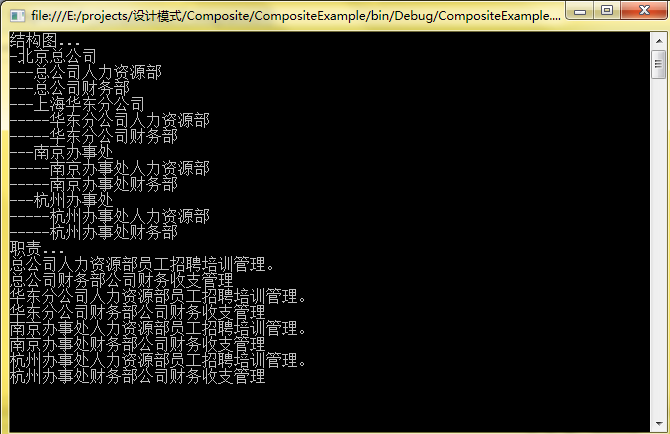 file:///E:/projects/设计模式/Composite/CompositeExample/bin/Debug/CompositeExample....
结构图...
-北京总公司
---总公司人力资源部
---总公司财务部
---上海华东分公司
-----华东分公司人力资源部
-----华东分公司财务部
---南京办事处
-----南京办事处人力资源部
-----南京办事处财务部
---杭州办事处
-----杭州办事处人力资源部
-----杭州办事处财务部
职责...
总公司人力资源部员工招聘培训管理。
总公司财务部公司财务收支管理
华东分公司人力资源部员工招聘培训管理。
华东分公司财务部公司财务收支管理
南京办事处人力资源部员工招聘培训管理。
南京办事处财务部公司财务收支管理
杭州办事处人力资源部员工招聘培训管理。
杭州办事处财务部公司财务收支管理